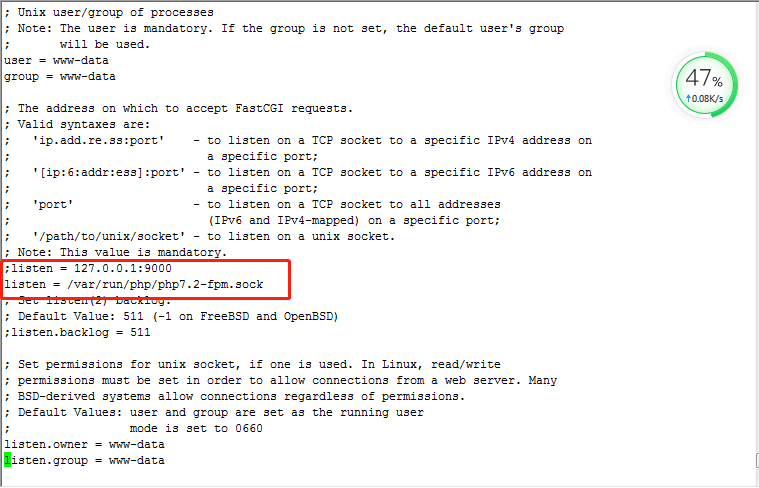 ; Unix user/group of processes
; Note: The user is mandatory. If the group is not set, the default user's group
;       will be used.
user = www-data
group = www-data
; The address on which to accept FastCGI requests.
; Valid syntaxes are:
;   'ip.add.re.ss:port'    - to listen on a TCP socket to a specific IPv4 address on
;                            a specific port;
;   '[ip:6:addr:ess]:port' - to listen on a TCP socket to a specific IPv6 address on
;                            a specific port;
;   'port'                 - to listen on a TCP socket to all addresses
;                            (IPv6 and IPv4-mapped) on a specific port;
;   '/path/to/unix/socket' - to listen on a unix socket.
; Note: This value is mandatory.
;listen = 127.0.0.1:9000
listen = /var/run/php/php7.2-fpm.sock
; Set listen(2) backlog.
; Default Value: 511 (-1 on FreeBSD and OpenBSD)
;listen.backlog = 511
; Set permissions for unix socket, if one is used. In Linux, read/write
; permissions must be set in order to allow connections from a web server. Many
; BSD-derived systems allow connections regardless of permissions.
; Default Values: user and group are set as the running user
;                 mode is set to 0660
listen.owner = www-data
listen.group = www-data
47%
↑0.08K/s